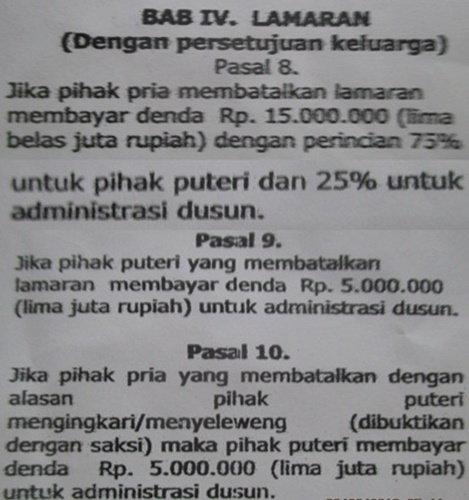 BAB IV. LAMARAN
(Dengan persetujuan keluarga)
Pasal 8.
Jika pihak pria membatalkan lamaran
membayar denda Rp. 15.000.000 (lima
belas juta rupiah) dengan perincian 75%
untuk pihak puteri dan 25% untuk
administrasi dusun.
Pasal 9.
Jika pihak puteri yang membatalkan
lamaran membayar denda Rp. 5.000.000
(lima juta rupiah) untuk administrasi dusun.
Pasal 10.
Jika pihak pria yang membatalkan dengan
alasan pihak puteri
mengingkari/menyeleweng (dibuktikan
dengan saksi) maka pihak puteri membayar
denda Rp. 5.000.000 (lima juta rupiah)
untuk administrasi dusun.